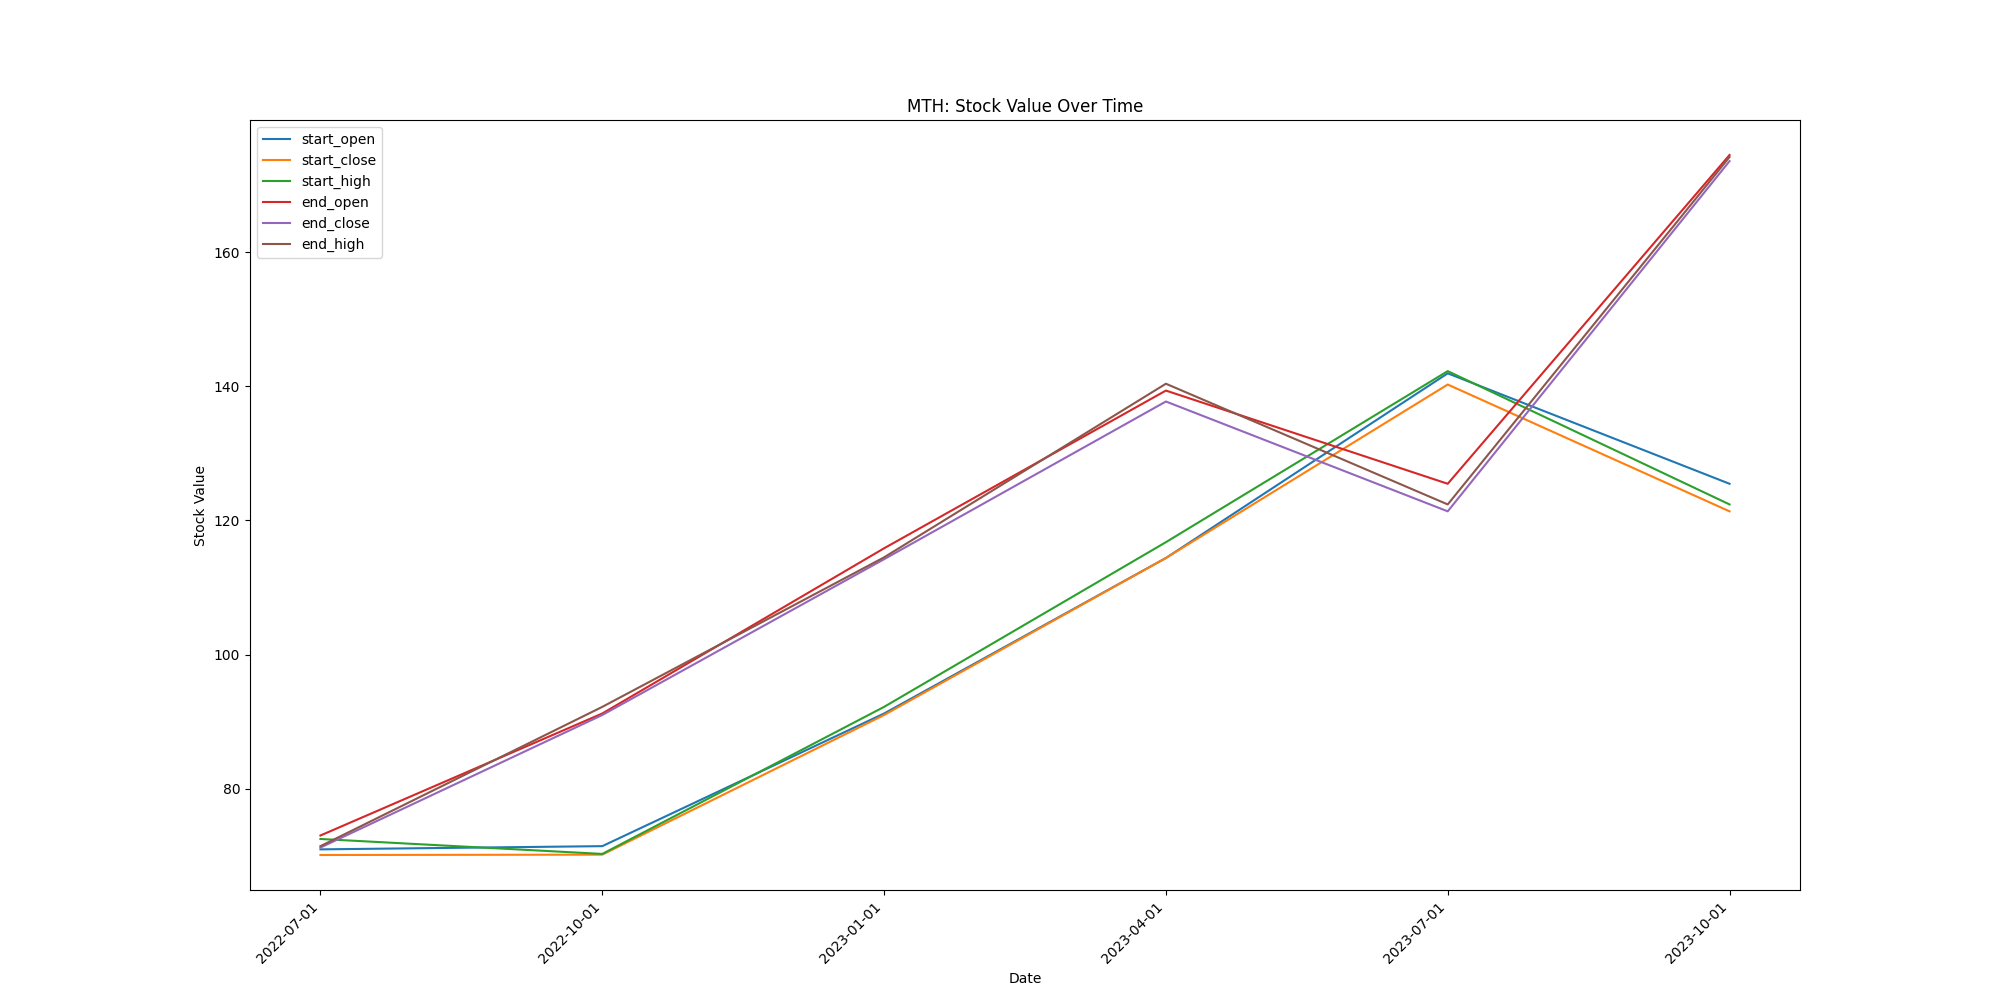 MTH: Stock Value Over Time
start_open
start_close
start_high
end_open
end_close
end_high
160
140
120
100
80
Stock Value
2022-07-01
2022-10-01
2023-01-01
2023-04-01
2023-07-01
2023-10-01
Date